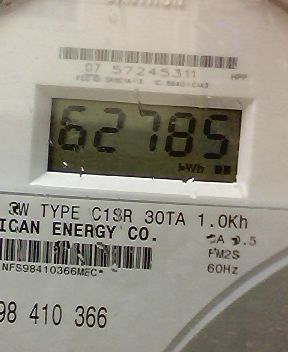 07 57245311 HPP
62785
kWh
3W TYPE C1SR 30TA 1.0Kh
ICAN ENERGY CO.
CA 0.5
NFS98410366MEC*
FM2S
60Hz
98 410 366